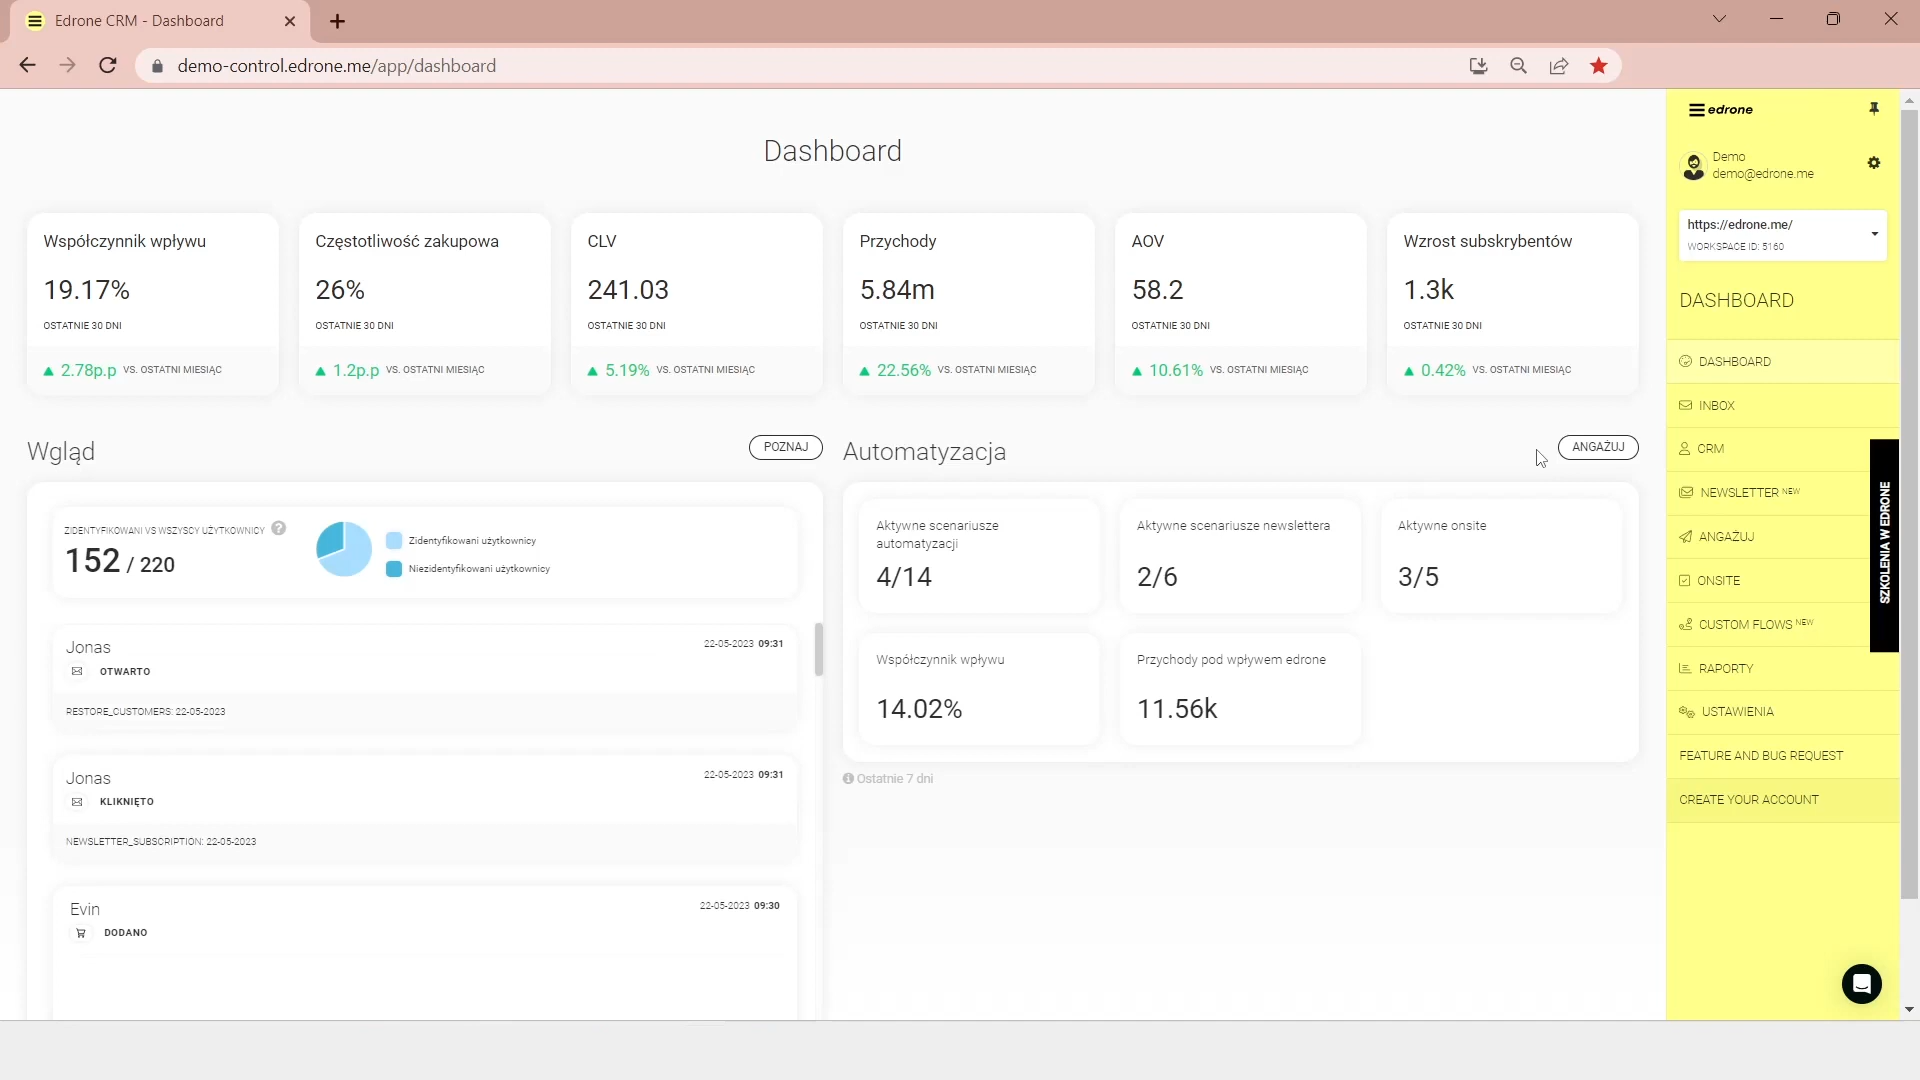 Edrone CRM - Dashboard
demo-control.edrone.me/app/dashboard
Dashboard
Współczynnik wpływu
19.17%
OSTATNIE 30 DNI
2.78p.p VS. OSTATNI MIESIĄC
Częstotliwość zakupowa
26%
OSTATNIE 30 DNI
1.2p.p VS. OSTATNI MIESIĄC
CLV
241.03
OSTATNIE 30 DNI
5.19% VS. OSTATNI MIESIĄC
Przychody
5.84m
OSTATNIE 30 DNI
22.56% VS. OSTATNI MIESIĄC
AOV
58.2
OSTATNIE 30 DNI
10.61% VS. OSTATNI MIESIĄC
Wzrost subskrybentów
1.3k
OSTATNIE 30 DNI
0.42% VS. OSTATNI MIESIĄC
Wgląd
POZNAJ
ZIDENTYFIKOWANI VS WSZYSCY UŻYTKOWNICY ?
152 / 220
Zidentyfikowani użytkownicy
Niezidentyfikowani użytkownicy
Jonas
22-05-2023 09:31
OTWARTO
RESTORE_CUSTOMERS: 22-05-2023
Jonas
22-05-2023 09:31
KLIKNIĘTO
NEWSLETTER_SUBSCRIPTION: 22-05-2023
Evin
22-05-2023 09:30
DODANO
Automatyzacja
ANGAŻUJ
Aktywne scenariusze
automatyzacji
4/14
Aktywne scenariusze newslettera
2/6
Aktywne onsite
3/5
Współczynnik wpływu
14.02%
Przychody pod wpływem edrone
11.56k
Ostatnie 7 dni
edrone
Demo
demo@edrone.me
https://edrone.me/
WORKSPACE ID: 5160
DASHBOARD
DASHBOARD
INBOX
CRM
NEWSLETTER NEW
ANGAŻUJ
ONSITE
CUSTOM FLOWS NEW
RAPORTY
USTAWIENIA
FEATURE AND BUG REQUEST
CREATE YOUR ACCOUNT
SZKOLENIA W EDRONE